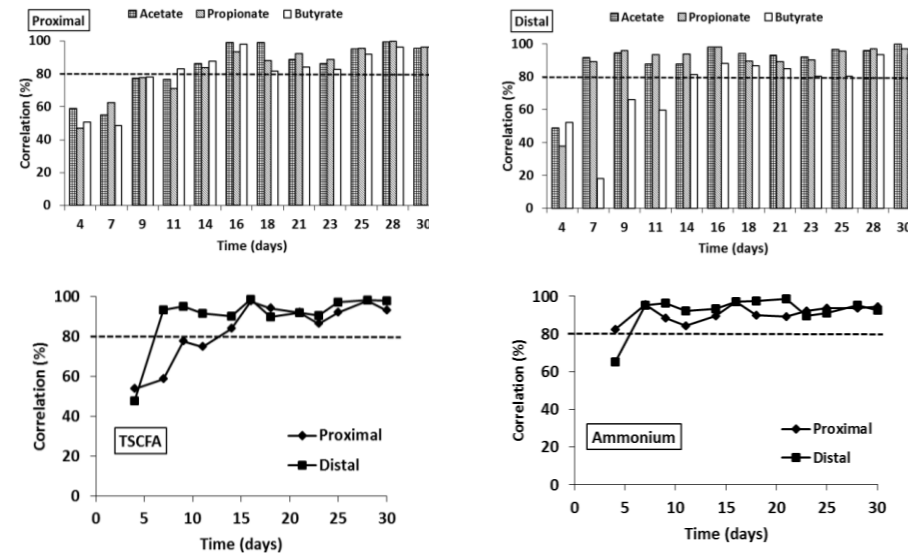 Proximal
Acetate Propionate Butyrate
Correlation (%)
100
80
60
40
20
0
4 7 9 11 14 16 18 21 23 25 28 30
Time (days)
Distal
Acetate Propionate Butyrate
Correlation (%)
100
80
60
40
20
0
4 7 9 11 14 16 18 21 23 25 28 30
Time (days)
Correlation (%)
100
80
60
40
20
0
TSCFA
Proximal
Distal
0 5 10 15 20 25 30
Time (days)
Correlation (%)
100
80
60
40
20
0
Ammonium
Proximal
Distal
0 5 10 15 20 25 30
Time (days)